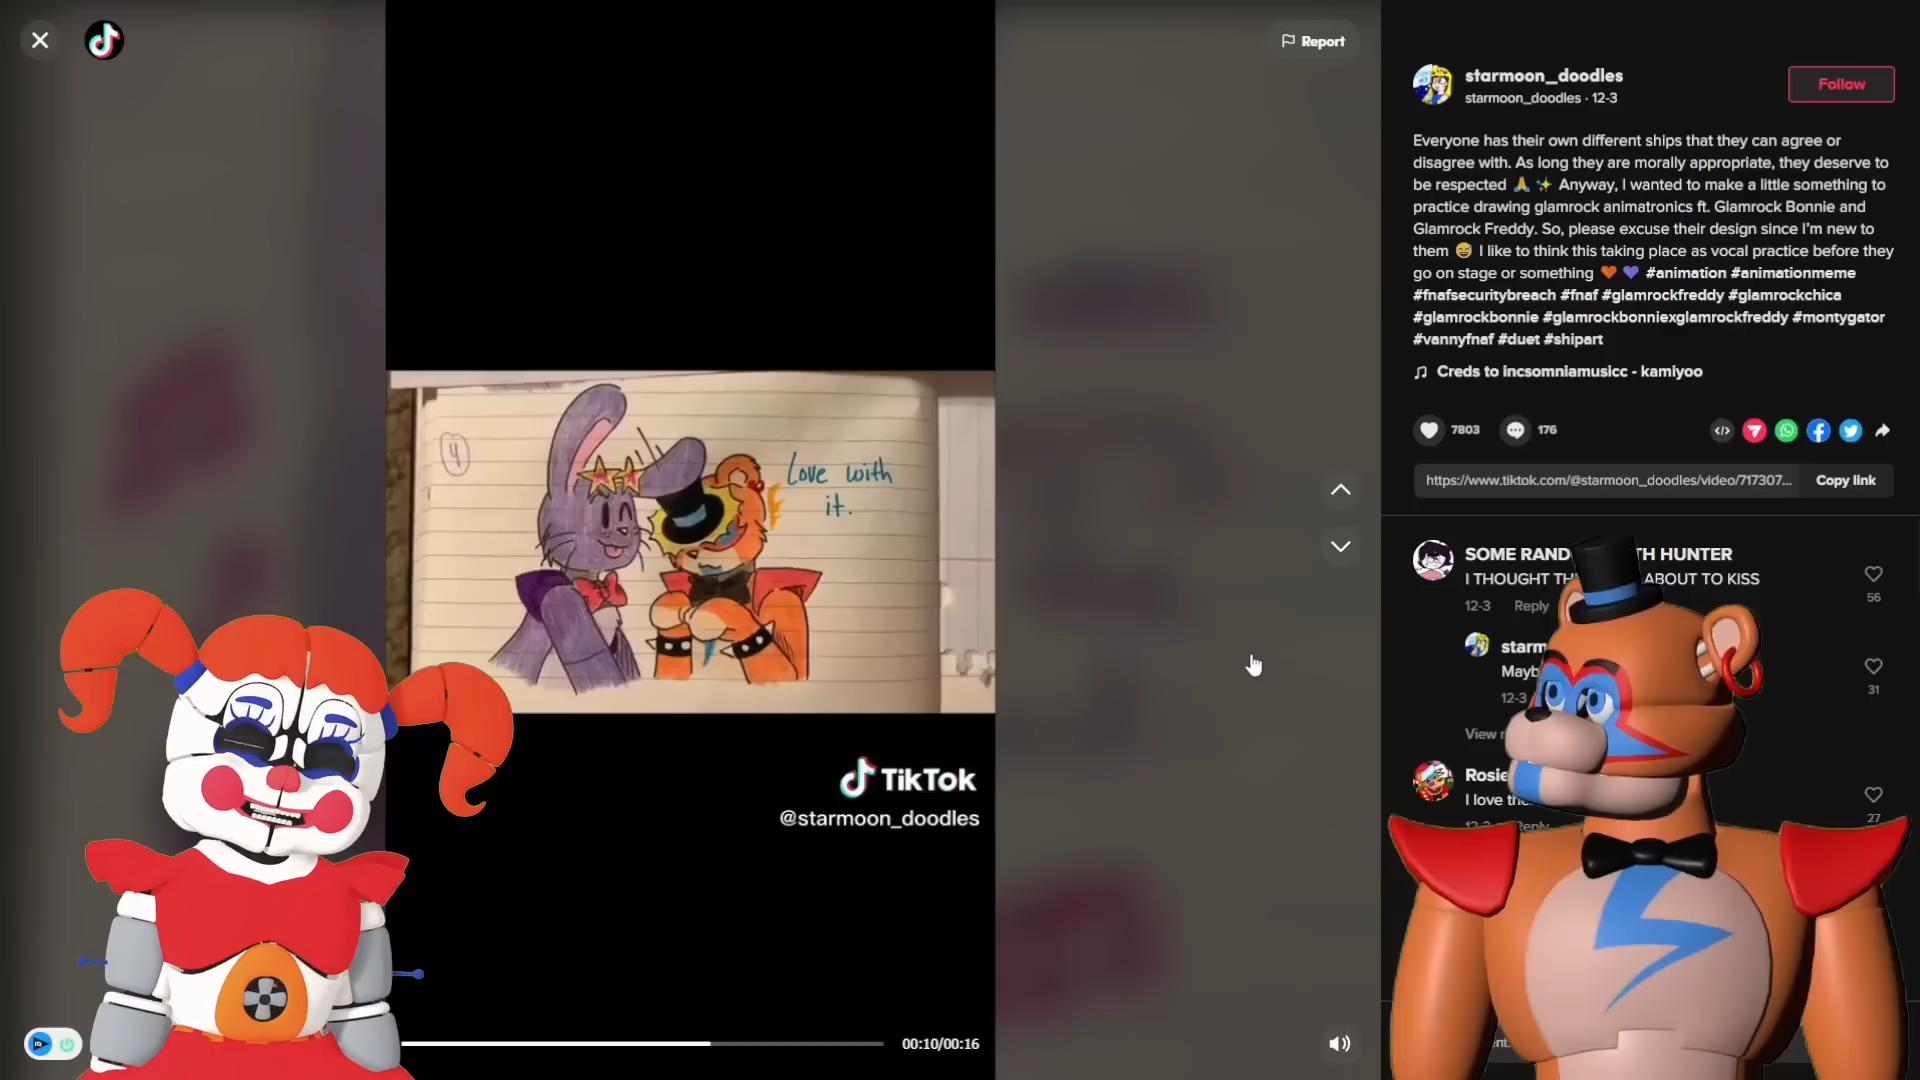 Report
starmoon_doodles
starmoon_doodles · 12-3
Follow
Everyone has their own different ships that they can agree or
disagree with. As long they are morally appropriate, they deserve to
be respected 🙏 ✨ Anyway, I wanted to make a little something to
practice drawing glamrock animatronics ft. Glamrock Bonnie and
Glamrock Freddy. So, please excuse their design since I'm new to
them 😅 I like to think this taking place as vocal practice before they
go on stage or something 🧡 💜 #animation #animationmeme
#fnafsecuritybreach #fnaf #glamrockfreddy #glamrockchica
#glamrockbonnie #glamrockbonniexglamrockfreddy #montygator
#vannyfnaf #duet #shipart
Creds to incsomniamusicc - kamiyoo
7803
176
https://www.tiktok.com/@starmoon_doodles/video/717307...
Copy link
4
Love with
it.
TikTok
@starmoon_doodles
00:10/00:16
SOME HUNTER
I THOUGHT ABOUT TO KISS
12-3 Reply
56
12-3
31
View
Rosie
I love
27